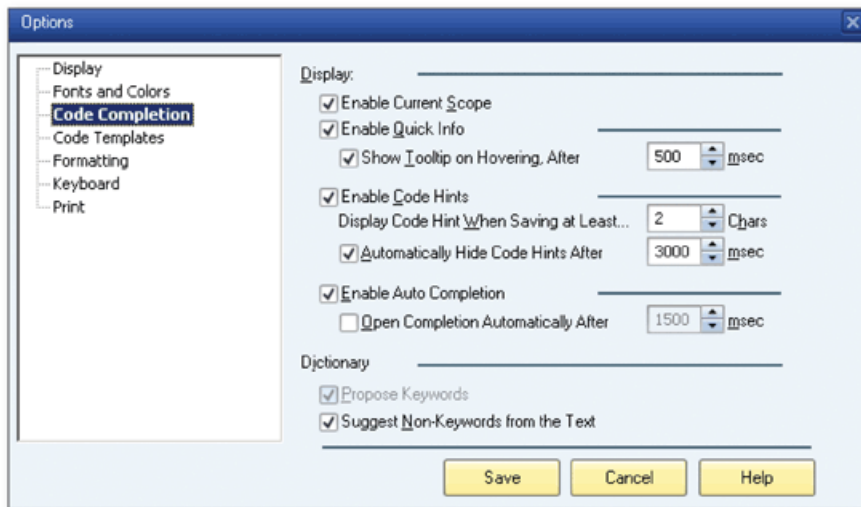 Options
Display
Fonts and Colors
Code Completion
Code Templates
Formatting
Keyboard
Print
Display:
Enable Current Scope
Enable Quick Info
Show Tooltip on Hovering, After 500 msec
Enable Code Hints
Display Code Hint When Saving at Least... 2 Chars
Automatically Hide Code Hints After 3000 msec
Enable Auto Completion
Open Completion Automatically After 1500 msec
Dictionary
Propose Keywords
Suggest Non-Keywords from the Text
Save Cancel Help